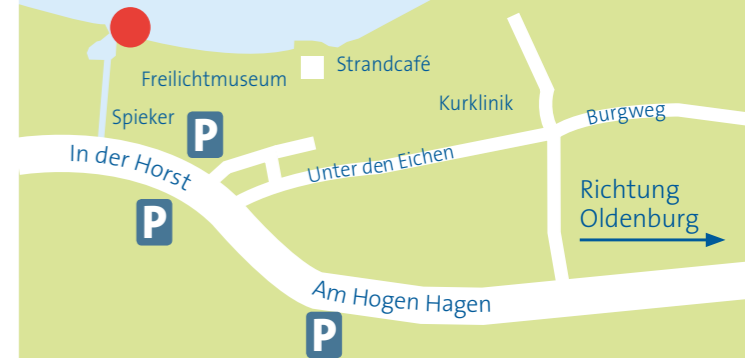 Strandcafé
Freilichtmuseum
Kurklinik
Spieker
P
Burgweg
In der Horst
Unter den Eichen
Richtung
Oldenburg
P
Am Hogen Hagen
P